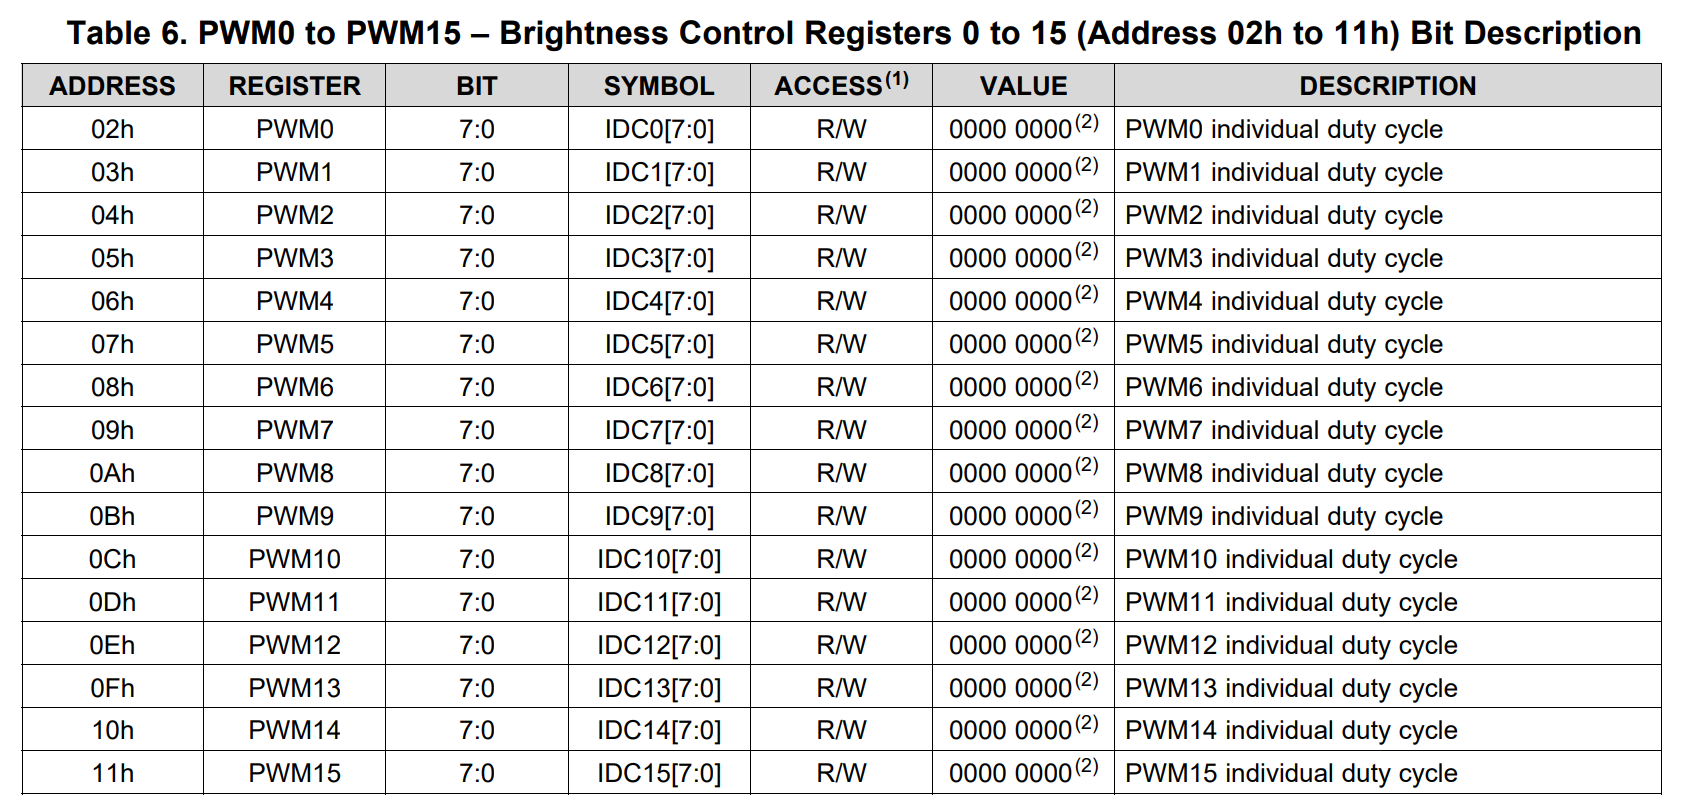 Table 6. PWM0 to PWM15 – Brightness Control Registers 0 to 15 (Address 02h to 11h) Bit Description
ADDRESS REGISTER BIT SYMBOL ACCESS(1) VALUE DESCRIPTION
02h PWM0 7:0 IDC0[7:0] R/W 0000 0000(2) PWM0 individual duty cycle
03h PWM1 7:0 IDC1[7:0] R/W 0000 0000(2) PWM1 individual duty cycle
04h PWM2 7:0 IDC2[7:0] R/W 0000 0000(2) PWM2 individual duty cycle
05h PWM3 7:0 IDC3[7:0] R/W 0000 0000(2) PWM3 individual duty cycle
06h PWM4 7:0 IDC4[7:0] R/W 0000 0000(2) PWM4 individual duty cycle
07h PWM5 7:0 IDC5[7:0] R/W 0000 0000(2) PWM5 individual duty cycle
08h PWM6 7:0 IDC6[7:0] R/W 0000 0000(2) PWM6 individual duty cycle
09h PWM7 7:0 IDC7[7:0] R/W 0000 0000(2) PWM7 individual duty cycle
0Ah PWM8 7:0 IDC8[7:0] R/W 0000 0000(2) PWM8 individual duty cycle
0Bh PWM9 7:0 IDC9[7:0] R/W 0000 0000(2) PWM9 individual duty cycle
0Ch PWM10 7:0 IDC10[7:0] R/W 0000 0000(2) PWM10 individual duty cycle
0Dh PWM11 7:0 IDC11[7:0] R/W 0000 0000(2) PWM11 individual duty cycle
0Eh PWM12 7:0 IDC12[7:0] R/W 0000 0000(2) PWM12 individual duty cycle
0Fh PWM13 7:0 IDC13[7:0] R/W 0000 0000(2) PWM13 individual duty cycle
10h PWM14 7:0 IDC14[7:0] R/W 0000 0000(2) PWM14 individual duty cycle
11h PWM15 7:0 IDC15[7:0] R/W 0000 0000(2) PWM15 individual duty cycle